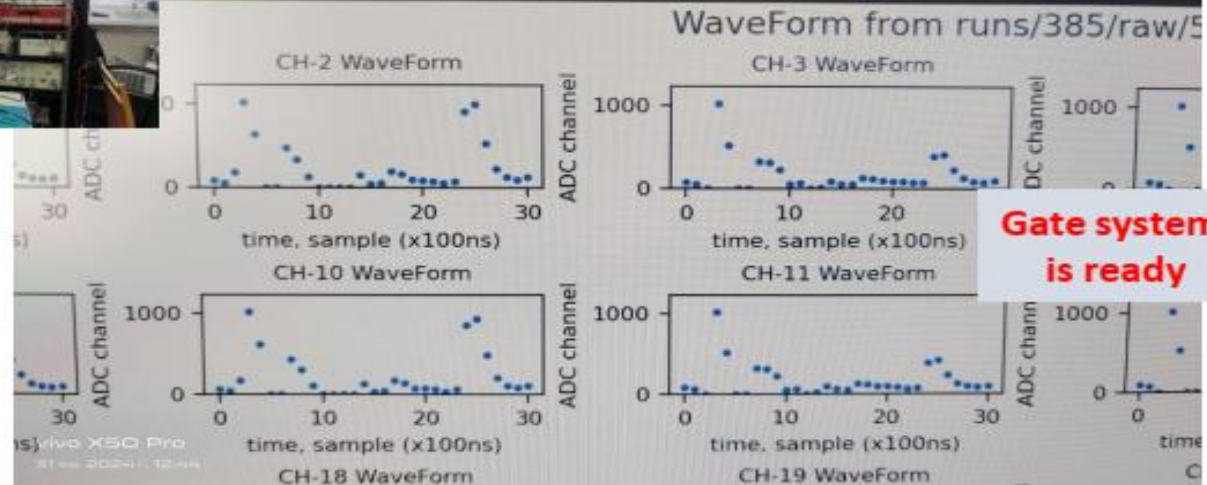 WaveForm from runs/385/raw/5
CH-2 WaveForm
CH-3 WaveForm
ADC channel
ADC channel
1000
ADC channel
1000
0
0
0
30
0
10
20
30
0
10
20
time, sample (x100ns)
time, sample (x100ns)
Gate system
is ready
CH-10 WaveForm
CH-11 WaveForm
ADC channel
1000
ADC channel
1000
ADC channel
1000
0
0
0
30
0
10
20
30
0
10
20
30
0
time, sample (x100ns)
time, sample (x100ns)
time
vivo X50 Pro
CH-18 WaveForm
CH-19 WaveForm